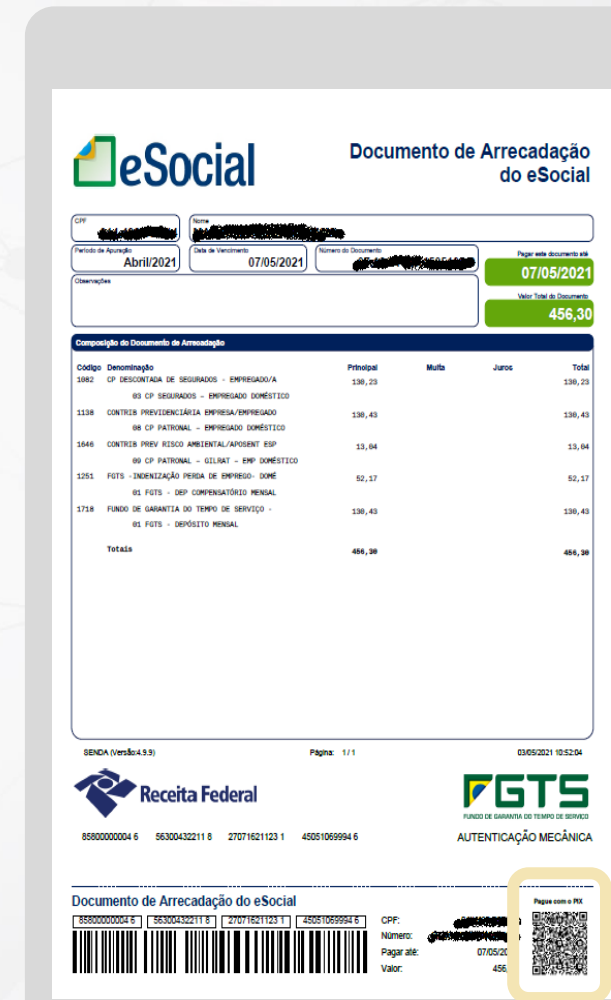 eSocial
Documento de Arrecadação
do eSocial
CPF
Nome
Período de Apuração
Abril/2021
Data de Vencimento
07/05/2021
Número do Documento
Pagar este documento até
07/05/2021
Observações
Valor Total do Documento
456,30
Composição do Documento de Arrecadação
Código Denominação Principal Multa Juros Total
1082 CP DESCONTADA DE SEGURADOS - EMPREGADO/A 130,23 130,23
03 CP SEGURADOS – EMPREGADO DOMÉSTICO
1138 CONTRIB PREVIDENCIÁRIA EMPRESA/EMPREGADO 130,43 130,43
08 CP PATRONAL – EMPREGADO DOMÉSTICO
1646 CONTRIB PREV RISCO AMBIENTAL/APOSENT ESP 13,04 13,04
09 CP PATRONAL – GILRAT – EMP DOMÉSTICO
1251 FGTS -INDENIZAÇÃO PERDA DE EMPREGO- DOMÉ 52,17 52,17
01 FGTS - DEP COMPENSATÓRIO MENSAL
1718 FUNDO DE GARANTIA DO TEMPO DE SERVIÇO - 130,43 130,43
01 FGTS - DEPÓSITO MENSAL
Totais 456,30 456,30
SENDA (Versão:4.9.9) Página: 1 / 1 03/05/2021 10:52:04
Receita Federal
FGTS
FUNDO DE GARANTIA DO TEMPO DE SERVIÇO
85800000004 6 56300432211 8 27071621123 1 45051069994 6
AUTENTICAÇÃO MECÂNICA
Documento de Arrecadação do eSocial
85800000004 6 56300432211 8 27071621123 1 45051069994 6
CPF:
Número:
Pagar até: 07/05/20
Valor: 456,
Pague com o PIX